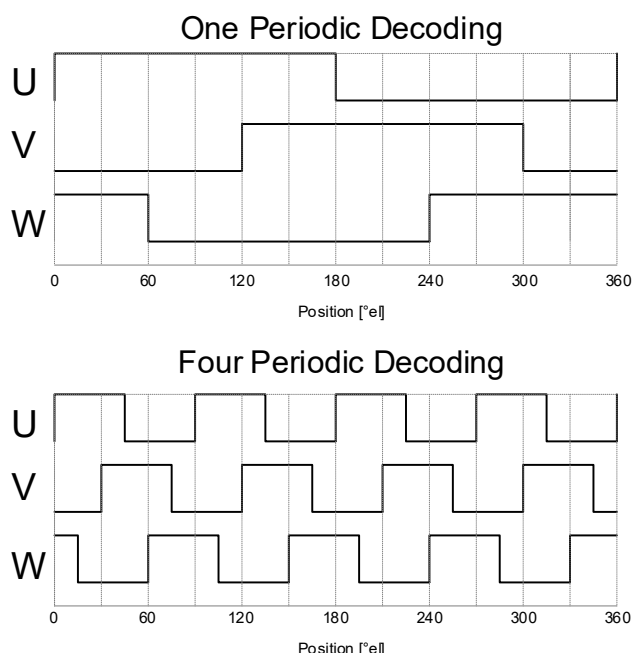 One Periodic Decoding
U
V
W
0 60 120 180 240 300 360
Position [°el]
Four Periodic Decoding
U
V
W
0 60 120 180 240 300 360
Position [°el]